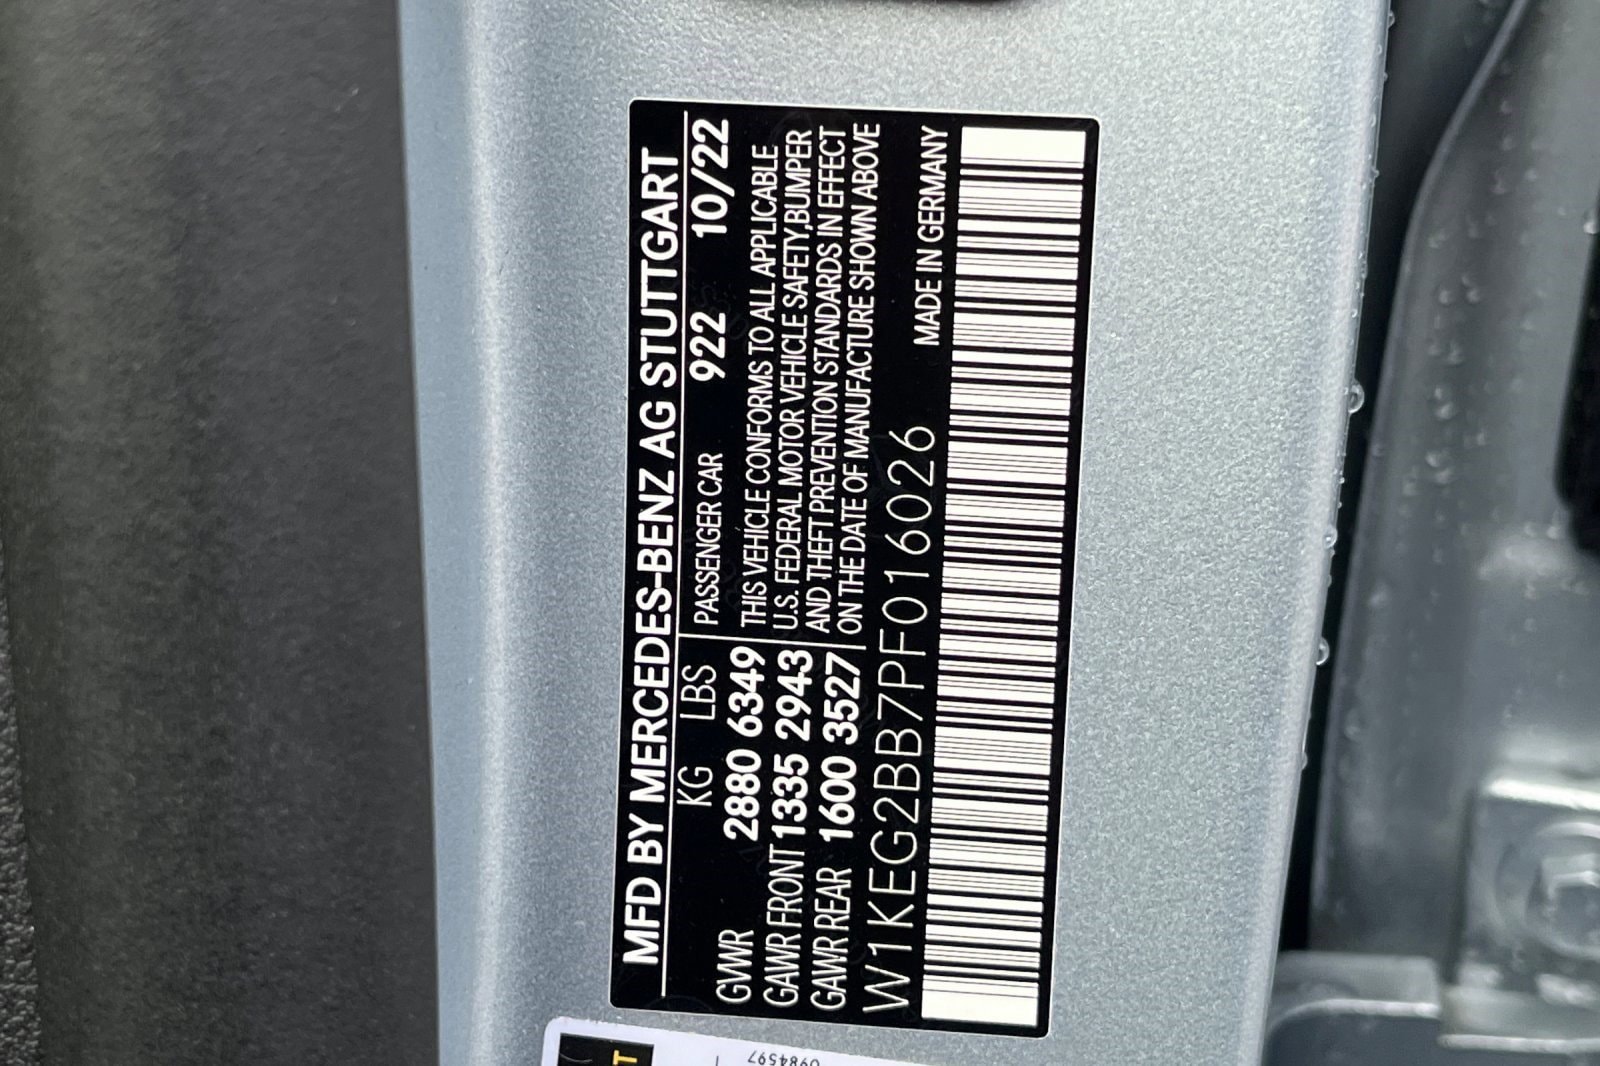 MFD BY MERCEDES-BENZ AG STUTTGART
KG LBS
GVWR 2880 6349
GAWR FRONT 1335 2943
GAWR REAR 1600 3527
PASSENGER CAR 922 10/22
THIS VEHICLE CONFORMS TO ALL APPLICABLE
U.S. FEDERAL MOTOR VEHICLE SAFETY,BUMPER
AND THEFT PREVENTION STANDARDS IN EFFECT
ON THE DATE OF MANUFACTURE SHOWN ABOVE
W1KEG2BB7PF016026 MADE IN GERMANY
0984597